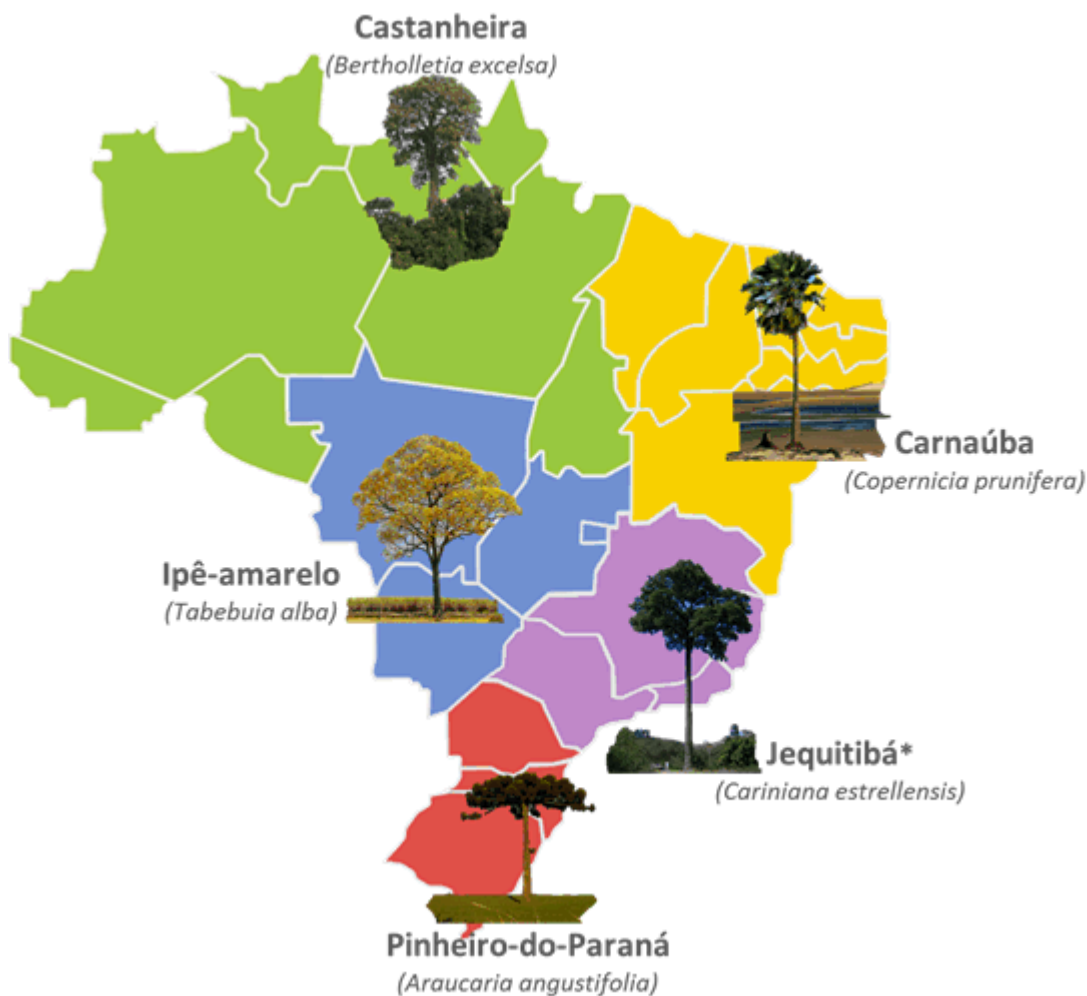 Castanheira
(Bertholletia excelsa)
Carnaúba
(Copernicia prunifera)
Ipê-amarelo
(Tabebuia alba)
Jequitibá*
(Cariniana estrellensis)
Pinheiro-do-Paraná
(Araucaria angustifolia)